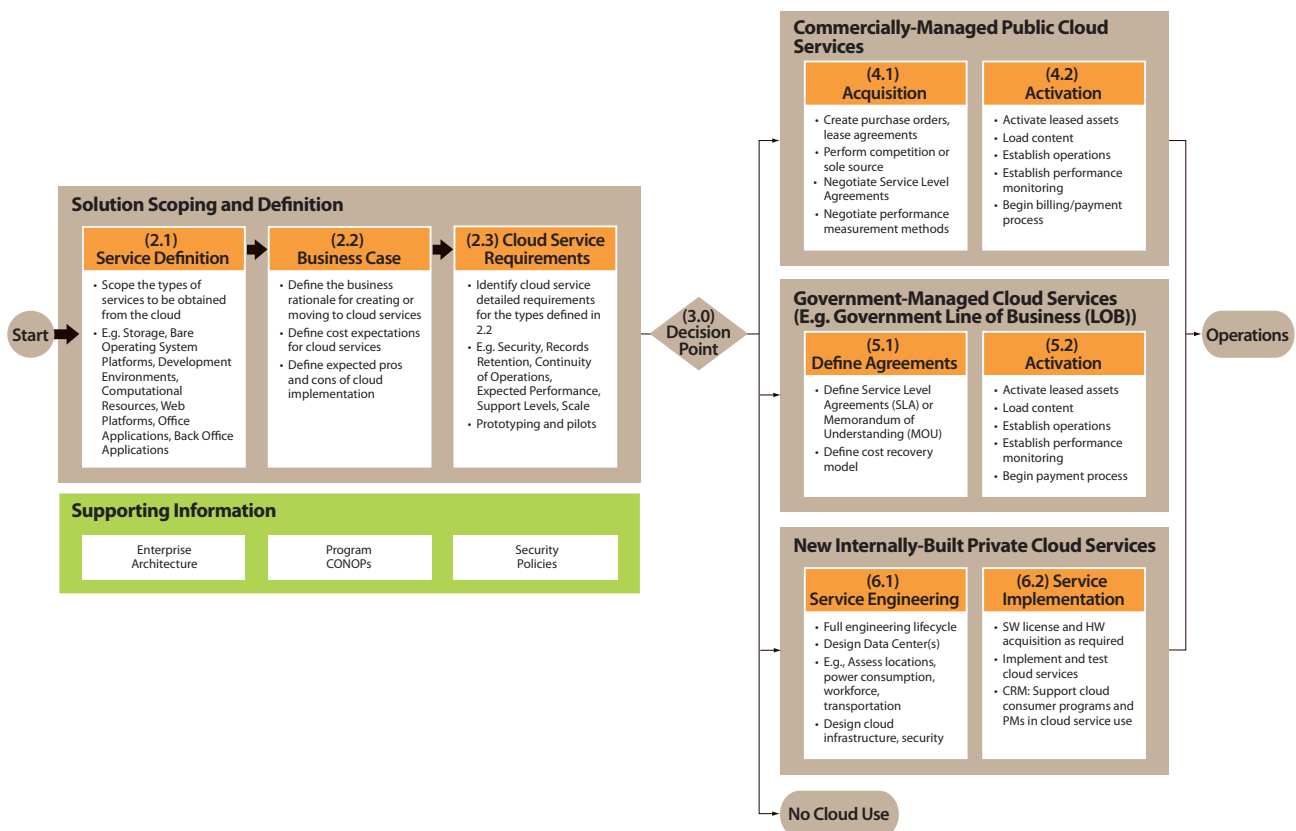 Start
Solution Scoping and Definition
(2.1)
Service Definition
• Scope the types of
services to be obtained
from the cloud
• E.g. Storage, Bare
Operating System
Platforms, Development
Environments,
Computational
Resources, Web
Platforms, Office
Applications, Back Office
Applications
(2.2)
Business Case
• Define the business
rationale for creating or
moving to cloud services
• Define cost expectations
for cloud services
• Define expected pros
and cons of cloud
implementation
(2.3) Cloud Service
Requirements
• Identify cloud service
detailed requirements
for the types defined in
2.2
• E.g. Security, Records
Retention, Continuity
of Operations,
Expected Performance,
Support Levels, Scale
• Prototyping and pilots
Supporting Information
Enterprise
Architecture
Program
CONOPs
Security
Policies
(3.0)
Decision
Point
Commercially-Managed Public Cloud
Services
(4.1)
Acquisition
• Create purchase orders,
lease agreements
• Perform competition or
sole source
• Negotiate Service Level
Agreements
• Negotiate performance
measurement methods
(4.2)
Activation
• Activate leased assets
• Load content
• Establish operations
• Establish performance
monitoring
• Begin billing/payment
process
Government-Managed Cloud Services
(E.g. Government Line of Business (LOB))
(5.1)
Define Agreements
• Define Service Level
Agreements (SLA) or
Memorandum of
Understanding (MOU)
• Define cost recovery
model
(5.2)
Activation
• Activate leased assets
• Load content
• Establish operations
• Establish performance
monitoring
• Begin payment process
New Internally-Built Private Cloud Services
(6.1)
Service Engineering
• Full engineering lifecycle
• Design Data Center(s)
• E.g., Assess locations,
power consumption,
workforce,
transportation
• Design cloud
infrastructure, security
(6.2) Service
Implementation
• SW license and HW
acquisition as required
• Implement and test
cloud services
• CRM: Support cloud
consumer programs and
PMs in cloud service use
No Cloud Use
Operations